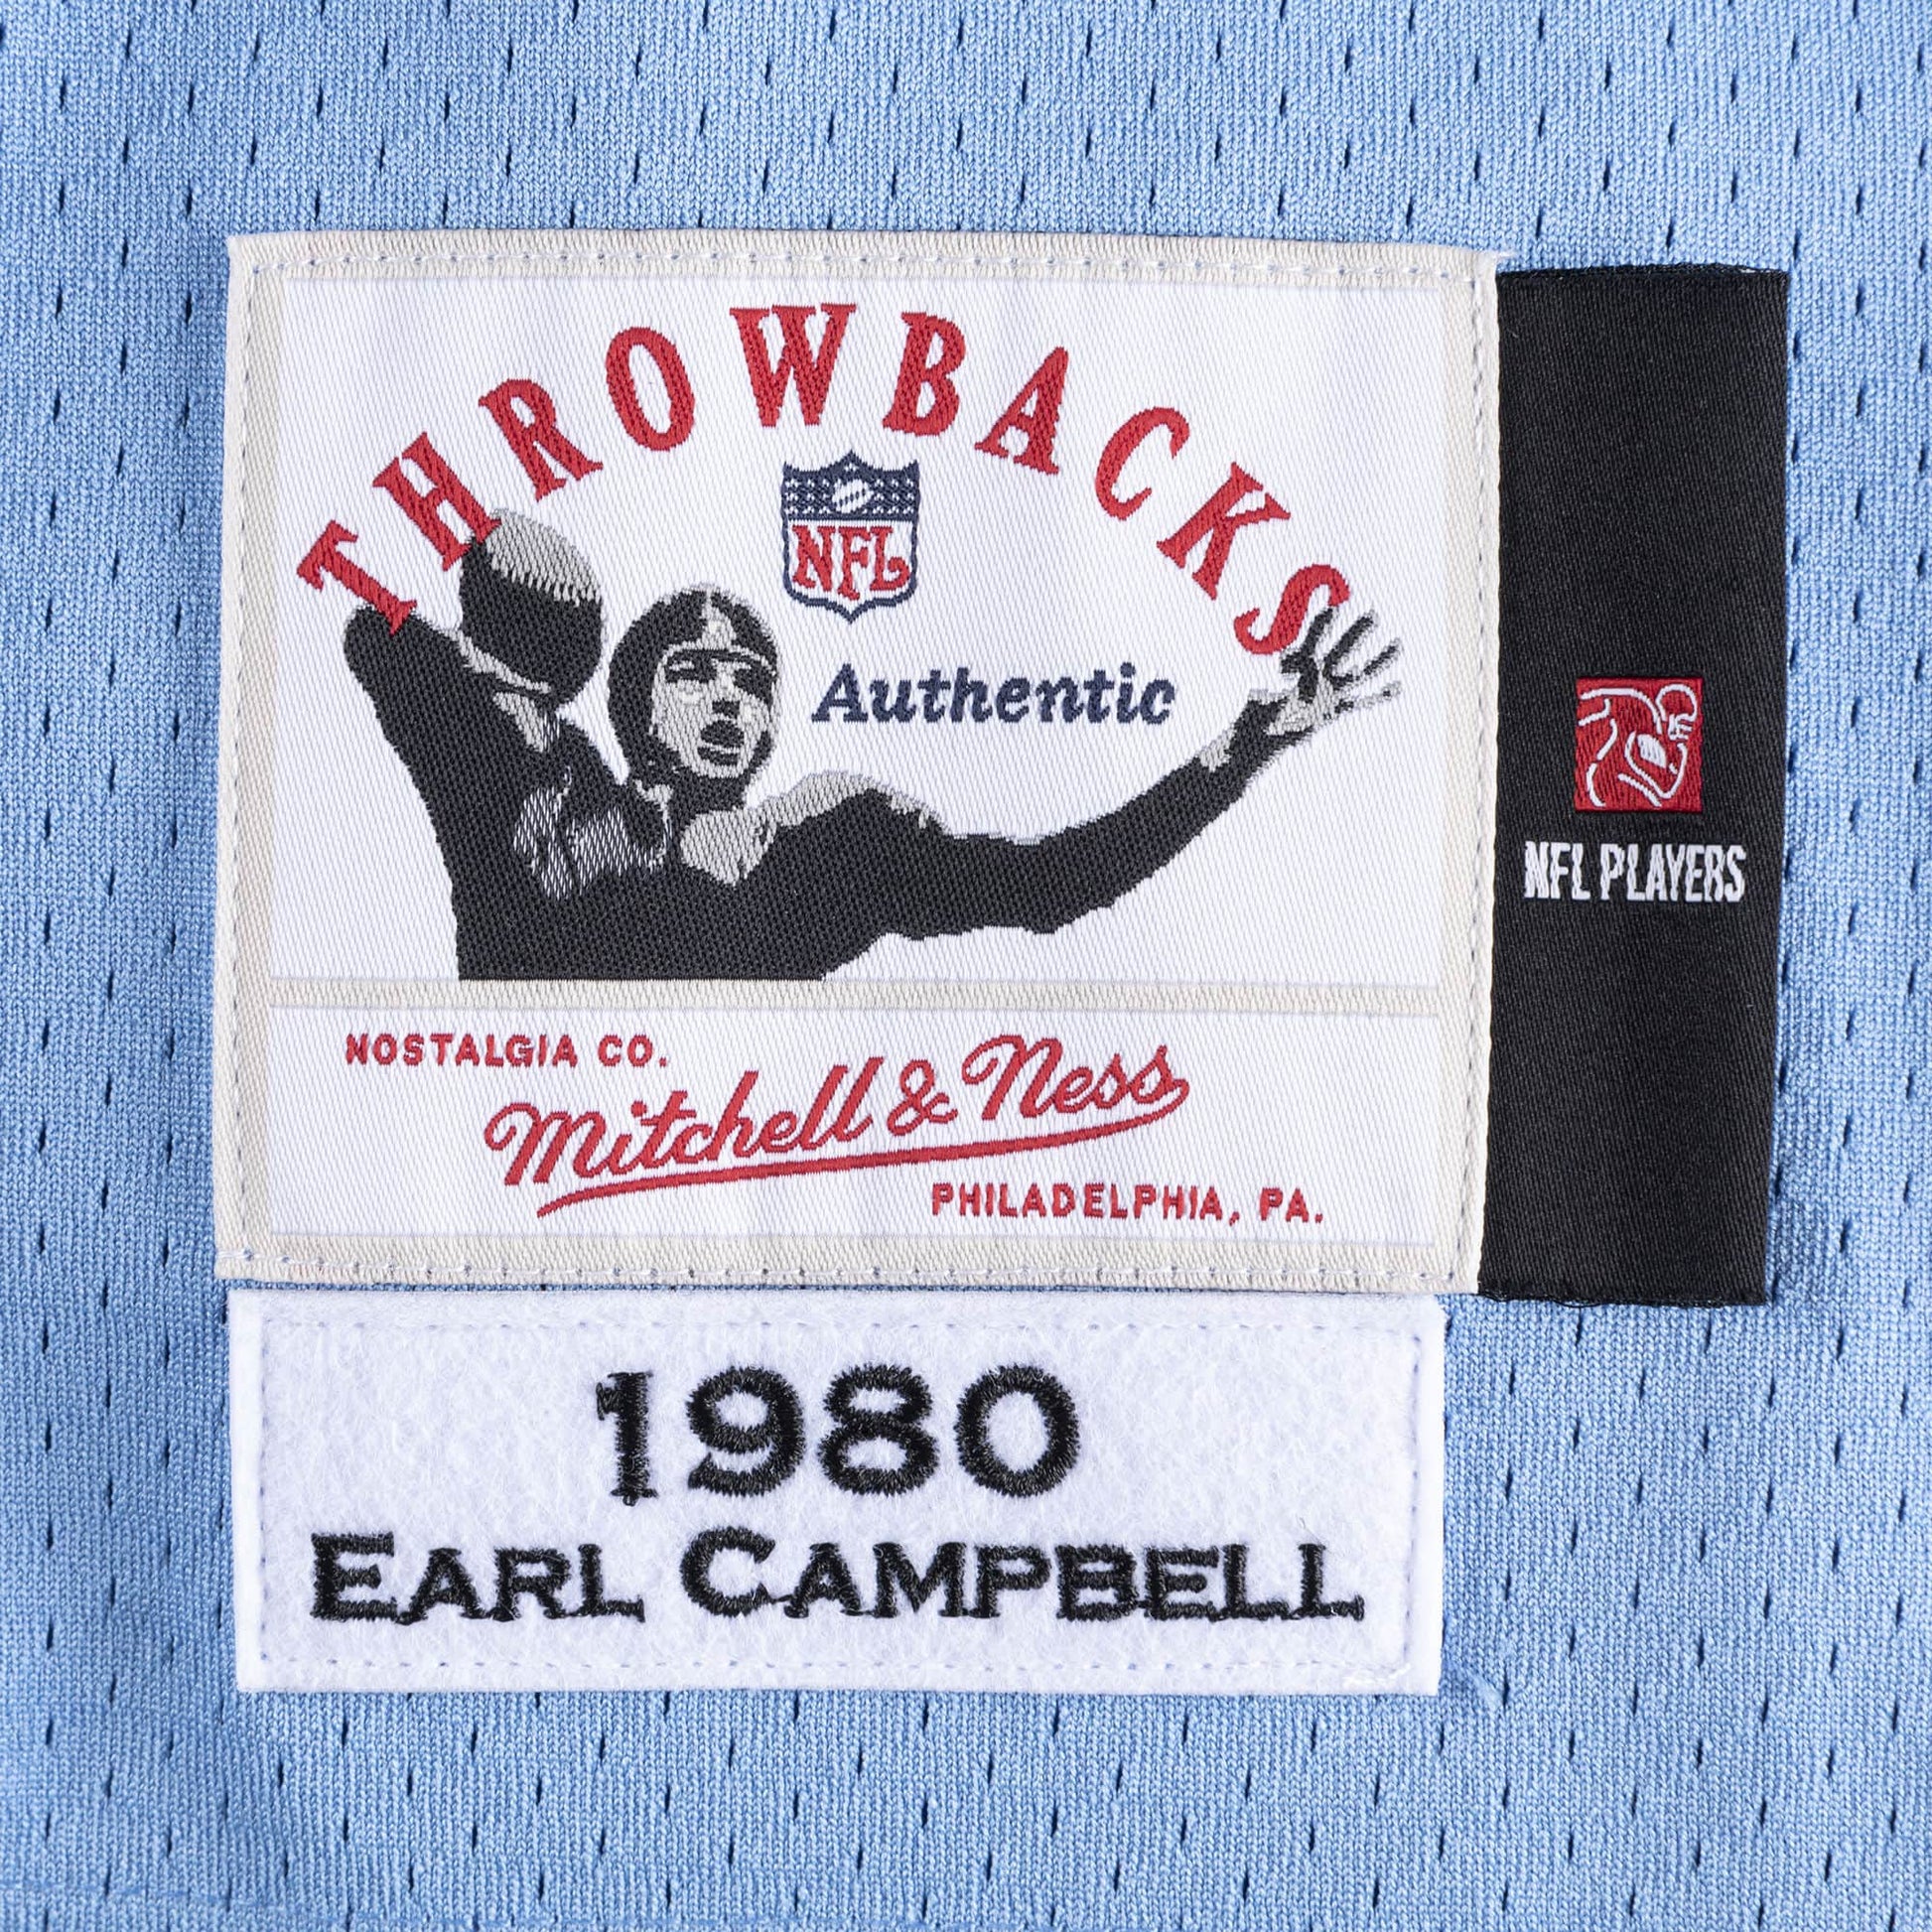 THROWBACKS
NFL
Authentic
NFL PLAYERS
NOSTALGIA CO.
Mitchell & Ness
PHILADELPHIA, PA.
1980
EARL CAMPBELL